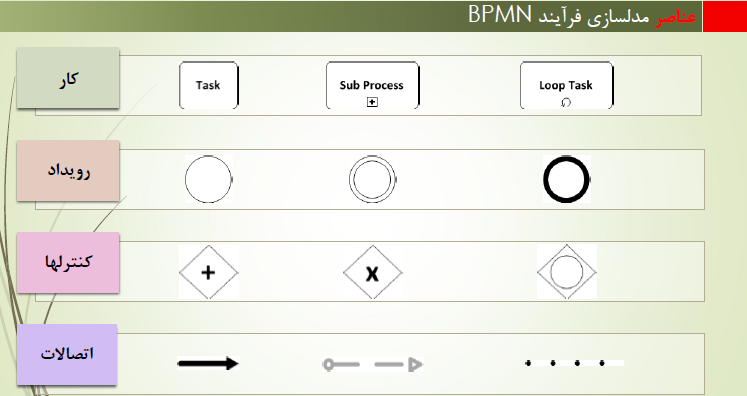 عناصر مدلسازی فرآیند BPMN
کار
Task
Sub Process
Loop Task
رویداد
کنترلها
اتصالات